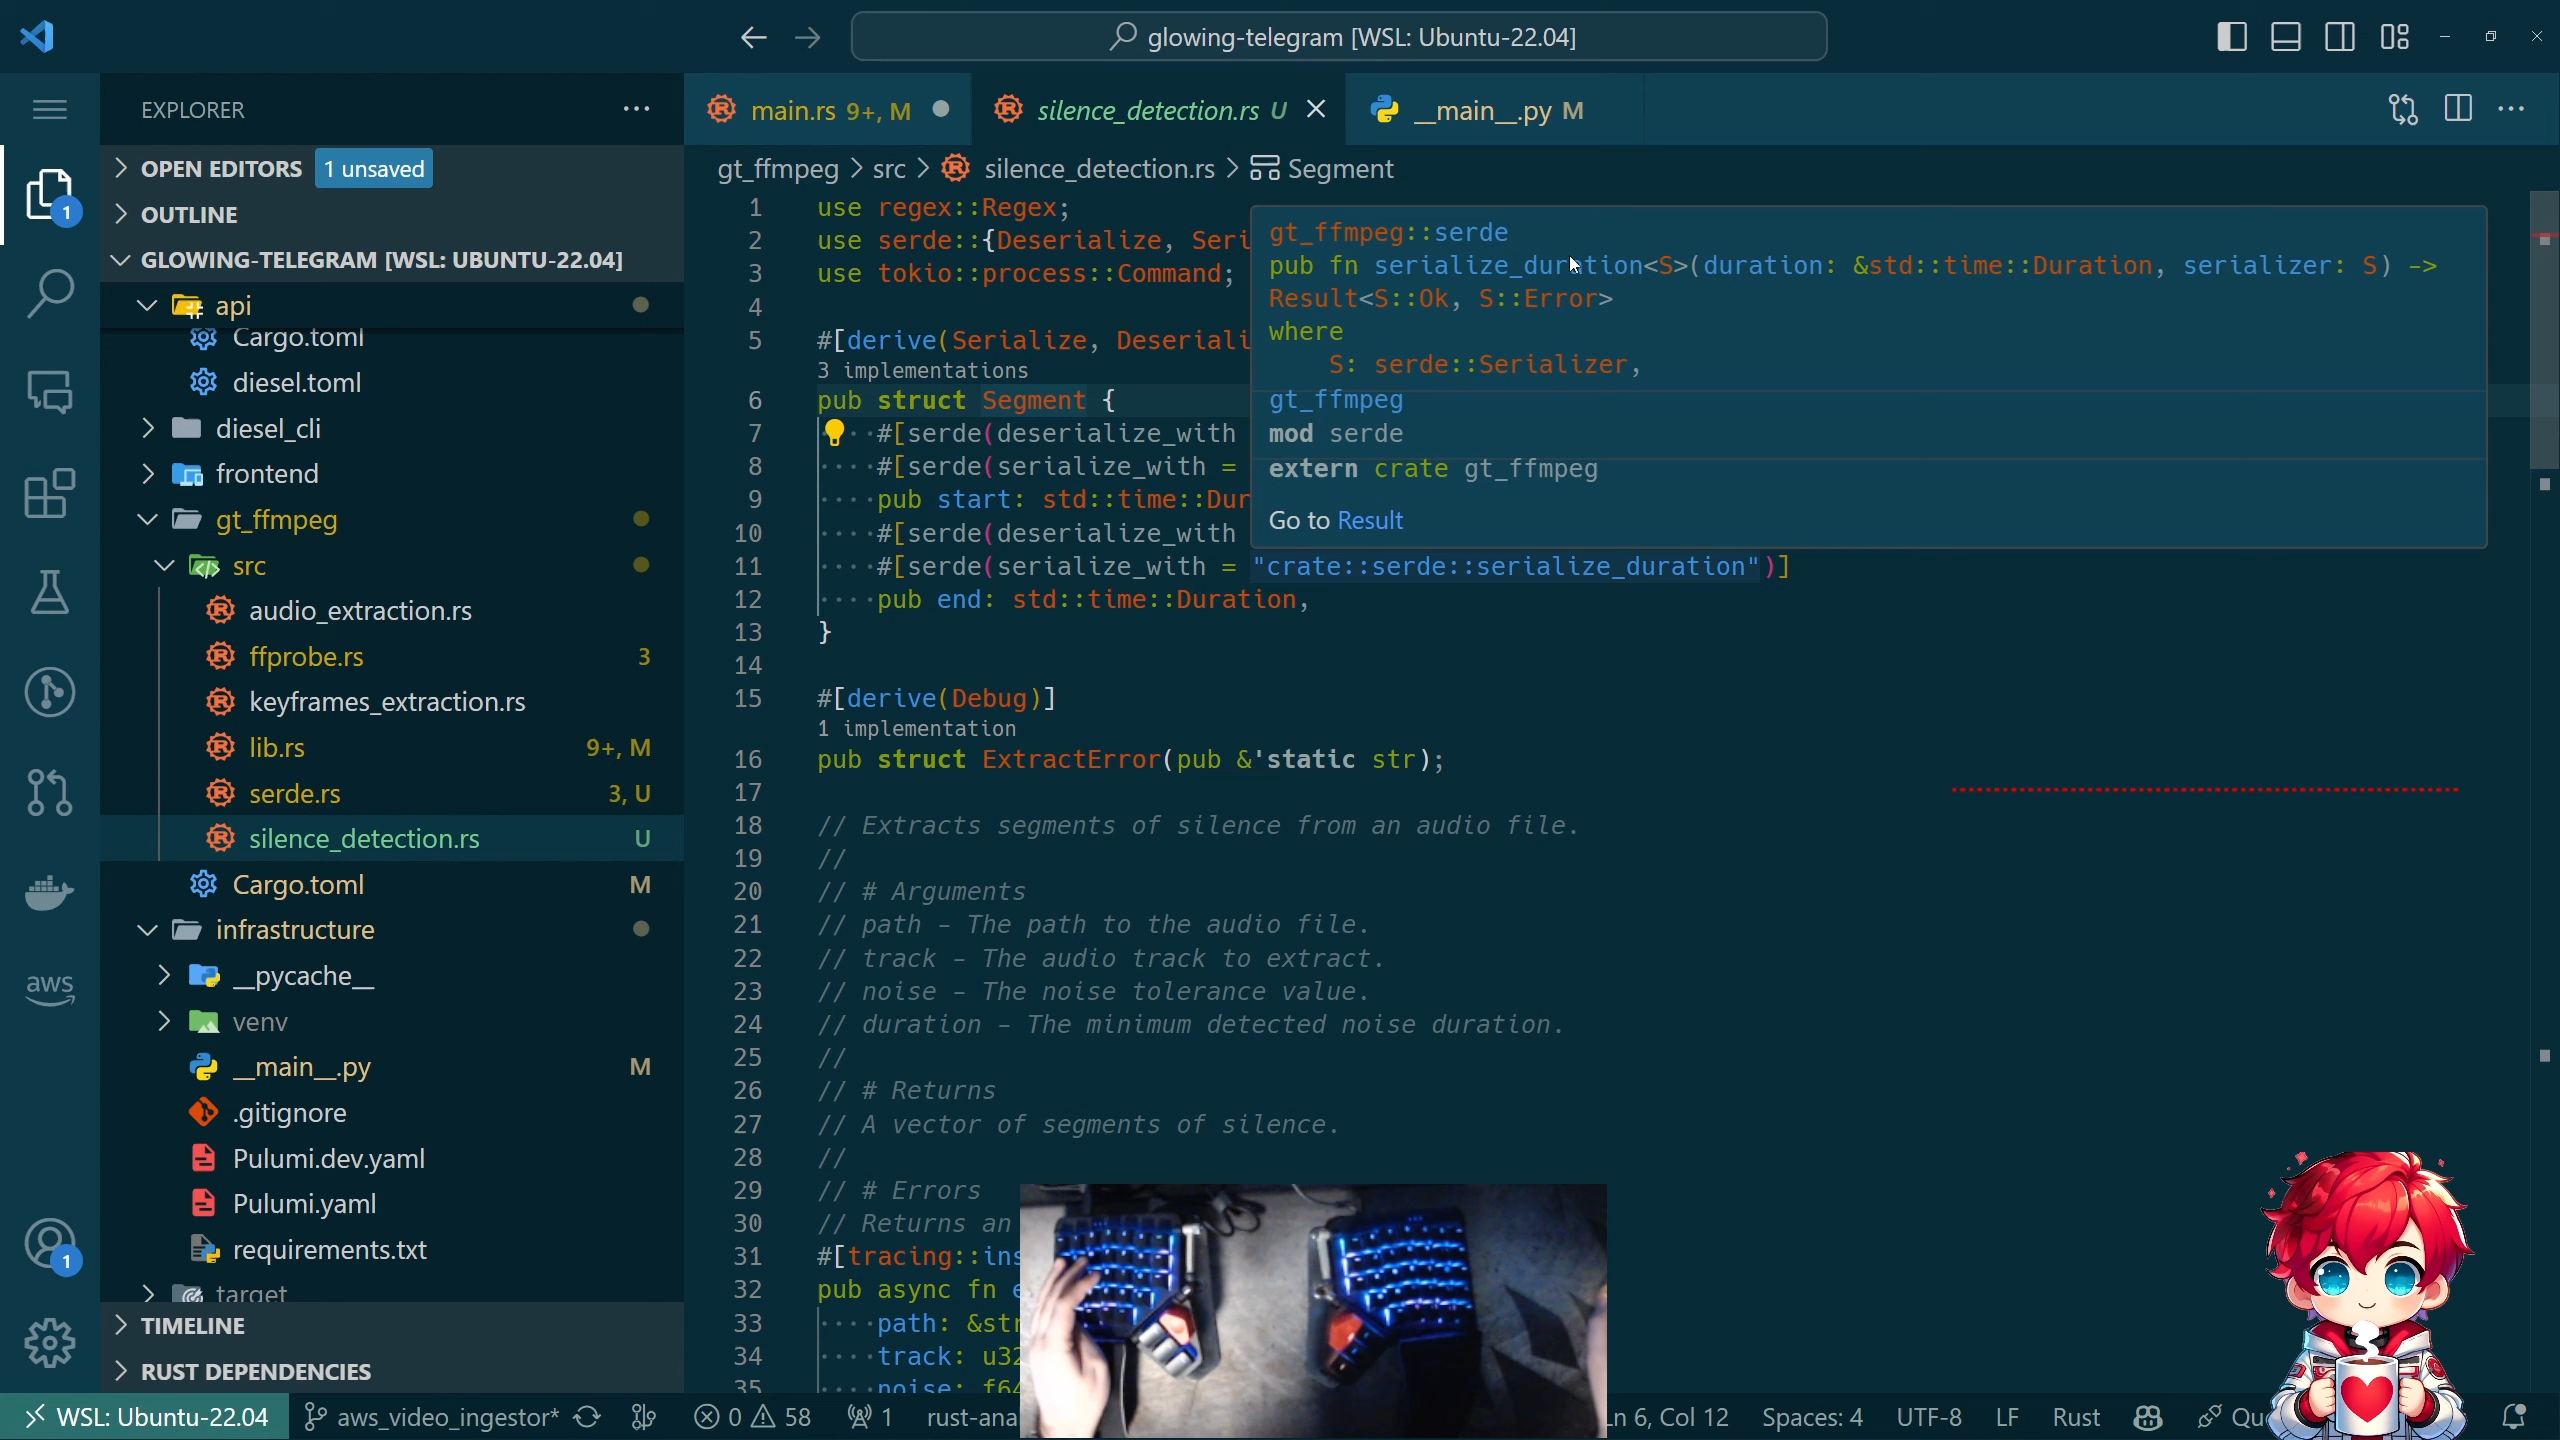 glowing-telegram [WSL: Ubuntu-22.04]
EXPLORER
main.rs 9+, M
silence_detection.rs U
__main__.py M
OPEN EDITORS 1 unsaved
gt_ffmpeg > src > silence_detection.rs > Segment
OUTLINE
GLOWING-TELEGRAM [WSL: UBUNTU-22.04]
api
Cargo.toml
diesel.toml
diesel_cli
frontend
gt_ffmpeg
src
audio_extraction.rs
ffprobe.rs 3
keyframes_extraction.rs
lib.rs 9+, M
serde.rs 3, U
silence_detection.rs U
Cargo.toml M
infrastructure
__pycache__
venv
__main__.py M
.gitignore
Pulumi.dev.yaml
Pulumi.yaml
requirements.txt
target
TIMELINE
RUST DEPENDENCIES
1
aws
1
1 use regex::Regex;
2 use serde::{Deserialize, Seri
3 use tokio::process::Command;
4
5 #[derive(Serialize, Deseriali
3 implementations
6 pub struct Segment {
7 ····#[serde(deserialize_with
8 ····#[serde(serialize_with =
9 ····pub start: std::time::Dur
10 ····#[serde(deserialize_with
11 ····#[serde(serialize_with = "crate::serde::serialize_duration")]
12 ····pub end: std::time::Duration,
13 }
14
15 #[derive(Debug)]
1 implementation
16 pub struct ExtractError(pub &'static str);
17
18 // Extracts segments of silence from an audio file.
19 //
20 // # Arguments
21 // path - The path to the audio file.
22 // track - The audio track to extract.
23 // noise - The noise tolerance value.
24 // duration - The minimum detected noise duration.
25 //
26 // # Returns
27 // A vector of segments of silence.
28 //
29 // # Errors
30 // Returns an
31 #[tracing::ins
32 pub async fn e
33 ····path: &str
34 ····track: u32
35 ····noise: f64
gt_ffmpeg::serde
pub fn serialize_duration<S>(duration: &std::time::Duration, serializer: S) ->
Result<S::Ok, S::Error>
where
S: serde::Serializer,
gt_ffmpeg
mod serde
extern crate gt_ffmpeg
Go to Result
WSL: Ubuntu-22.04 aws_video_ingestor* 0 58 1 rust-ana Ln 6, Col 12 Spaces: 4 UTF-8 LF Rust